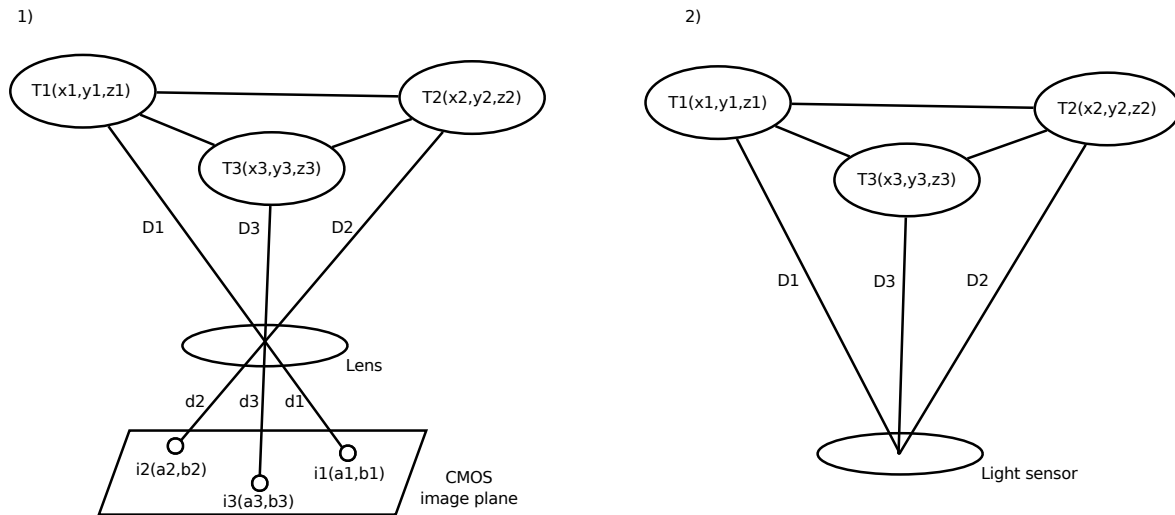 1)
T1(x1,y1,z1)
T2(x2,y2,z2)
T3(x3,y3,z3)
D1
D3
D2
Lens
d2
d3
d1
i2(a2,b2)
i1(a1,b1)
i3(a3,b3)
CMOS
image plane
2)
T1(x1,y1,z1)
T2(x2,y2,z2)
T3(x3,y3,z3)
D1
D3
D2
Light sensor